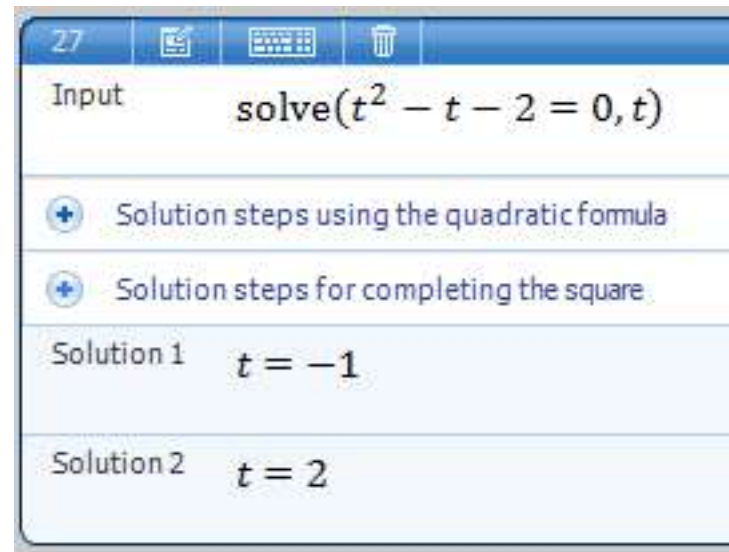 27
Input solve(t² − t − 2 = 0, t)
Solution steps using the quadratic formula
Solution steps for completing the square
Solution 1 t = −1
Solution 2 t = 2